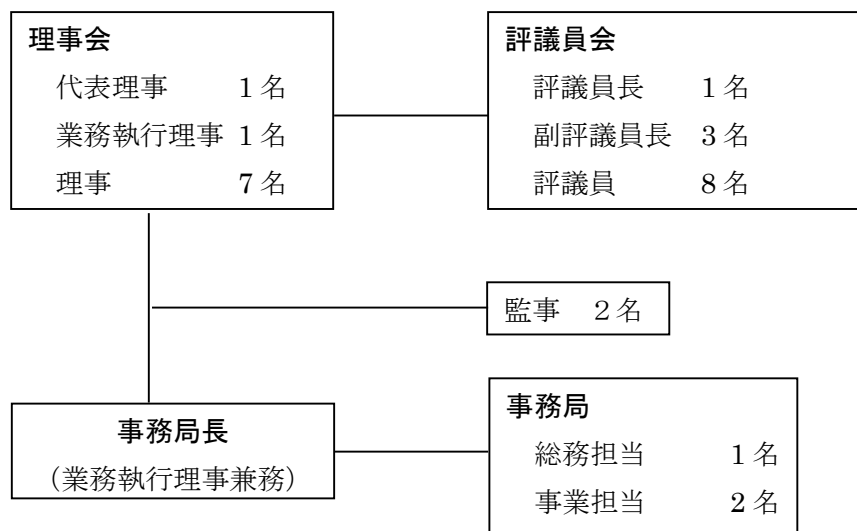 理事会
代表理事 1名
業務執行理事 1名
理事 7名
評議員会
評議員長 1名
副評議員長 3名
評議員 8名
監事 2名
事務局長
(業務執行理事兼務)
事務局
総務担当 1名
事業担当 2名